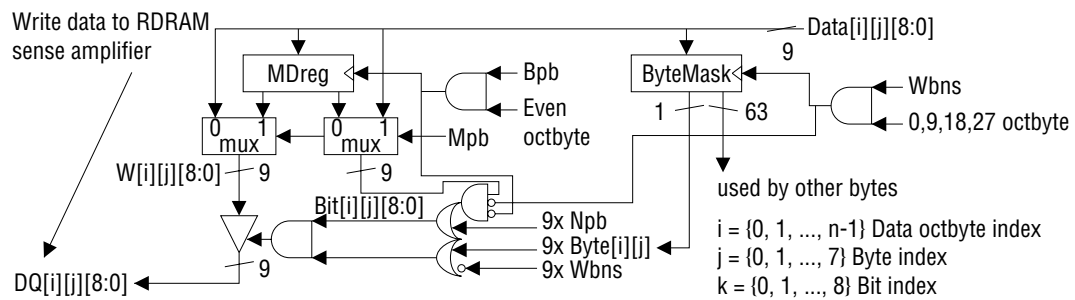 Write data to RDRAM
sense amplifier
Data[i][j][8:0]
9
MDreg
Bpb
Even
octbyte
ByteMask
1
63
Wbns
0,9,18,27 octbyte
0 1
mux
0 1
mux
Mpb
W[i][j][8:0]
9
9
used by other bytes
Bit[i][j][8:0]
9x Npb
9x Byte[i][j]
9x Wbns
i = {0, 1, ..., n-1} Data octbyte index
j = {0, 1, ..., 7} Byte index
k = {0, 1, ..., 8} Bit index
9
DQ[i][j][8:0]